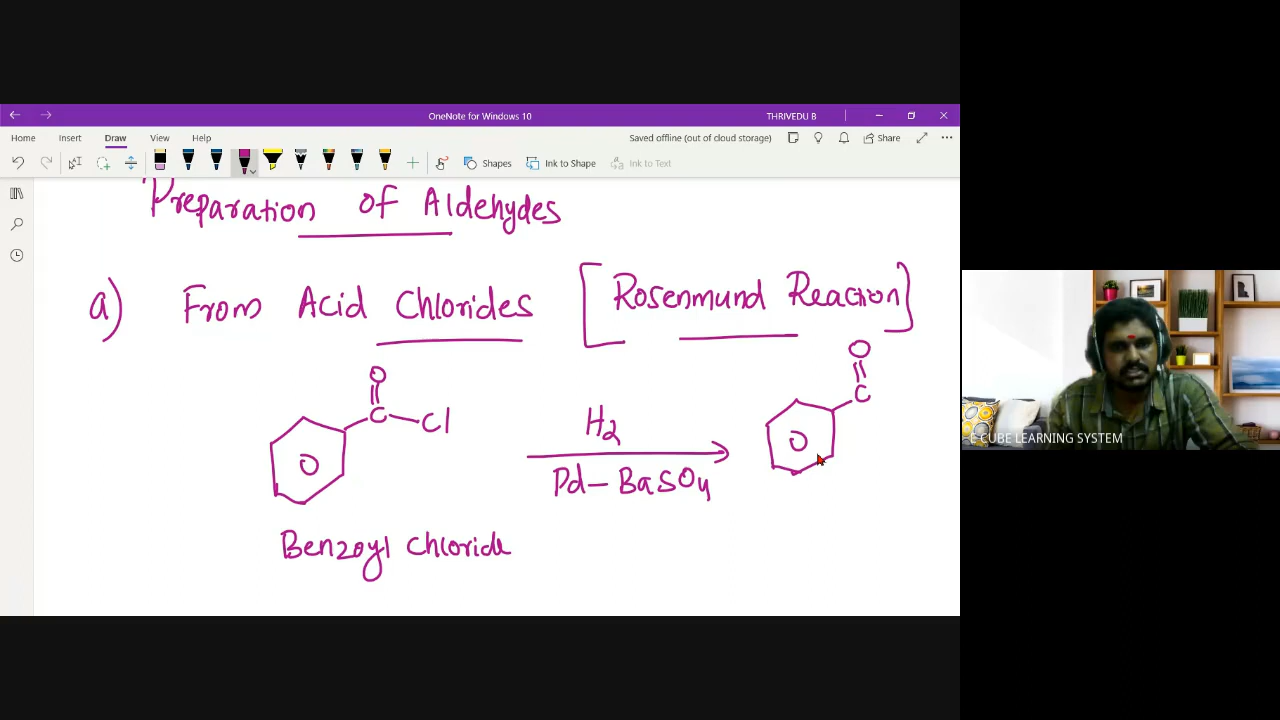 OneNote for Windows 10
THRIVEDU B
Home Insert Draw View Help
Saved offline (out of cloud storage)
Share
Shapes
Ink to Shape
Ink to Text
Preparation of Aldehydes
a) From Acid Chlorides [Rosenmund Reaction]
O
O
C
C
Cl
H2
Pd-BaSO4
Benzoyl chloride
E CUBE LEARNING SYSTEM